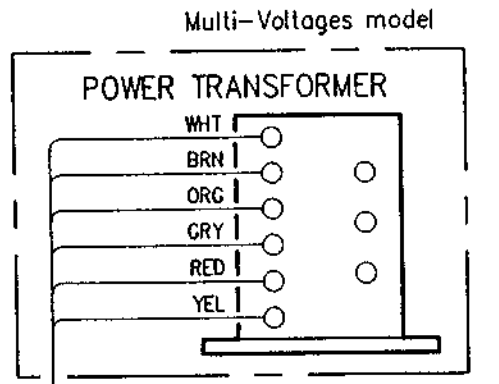 Multi-Voltages model
POWER TRANSFORMER
WHT
BRN
ORG
GRY
RED
YEL